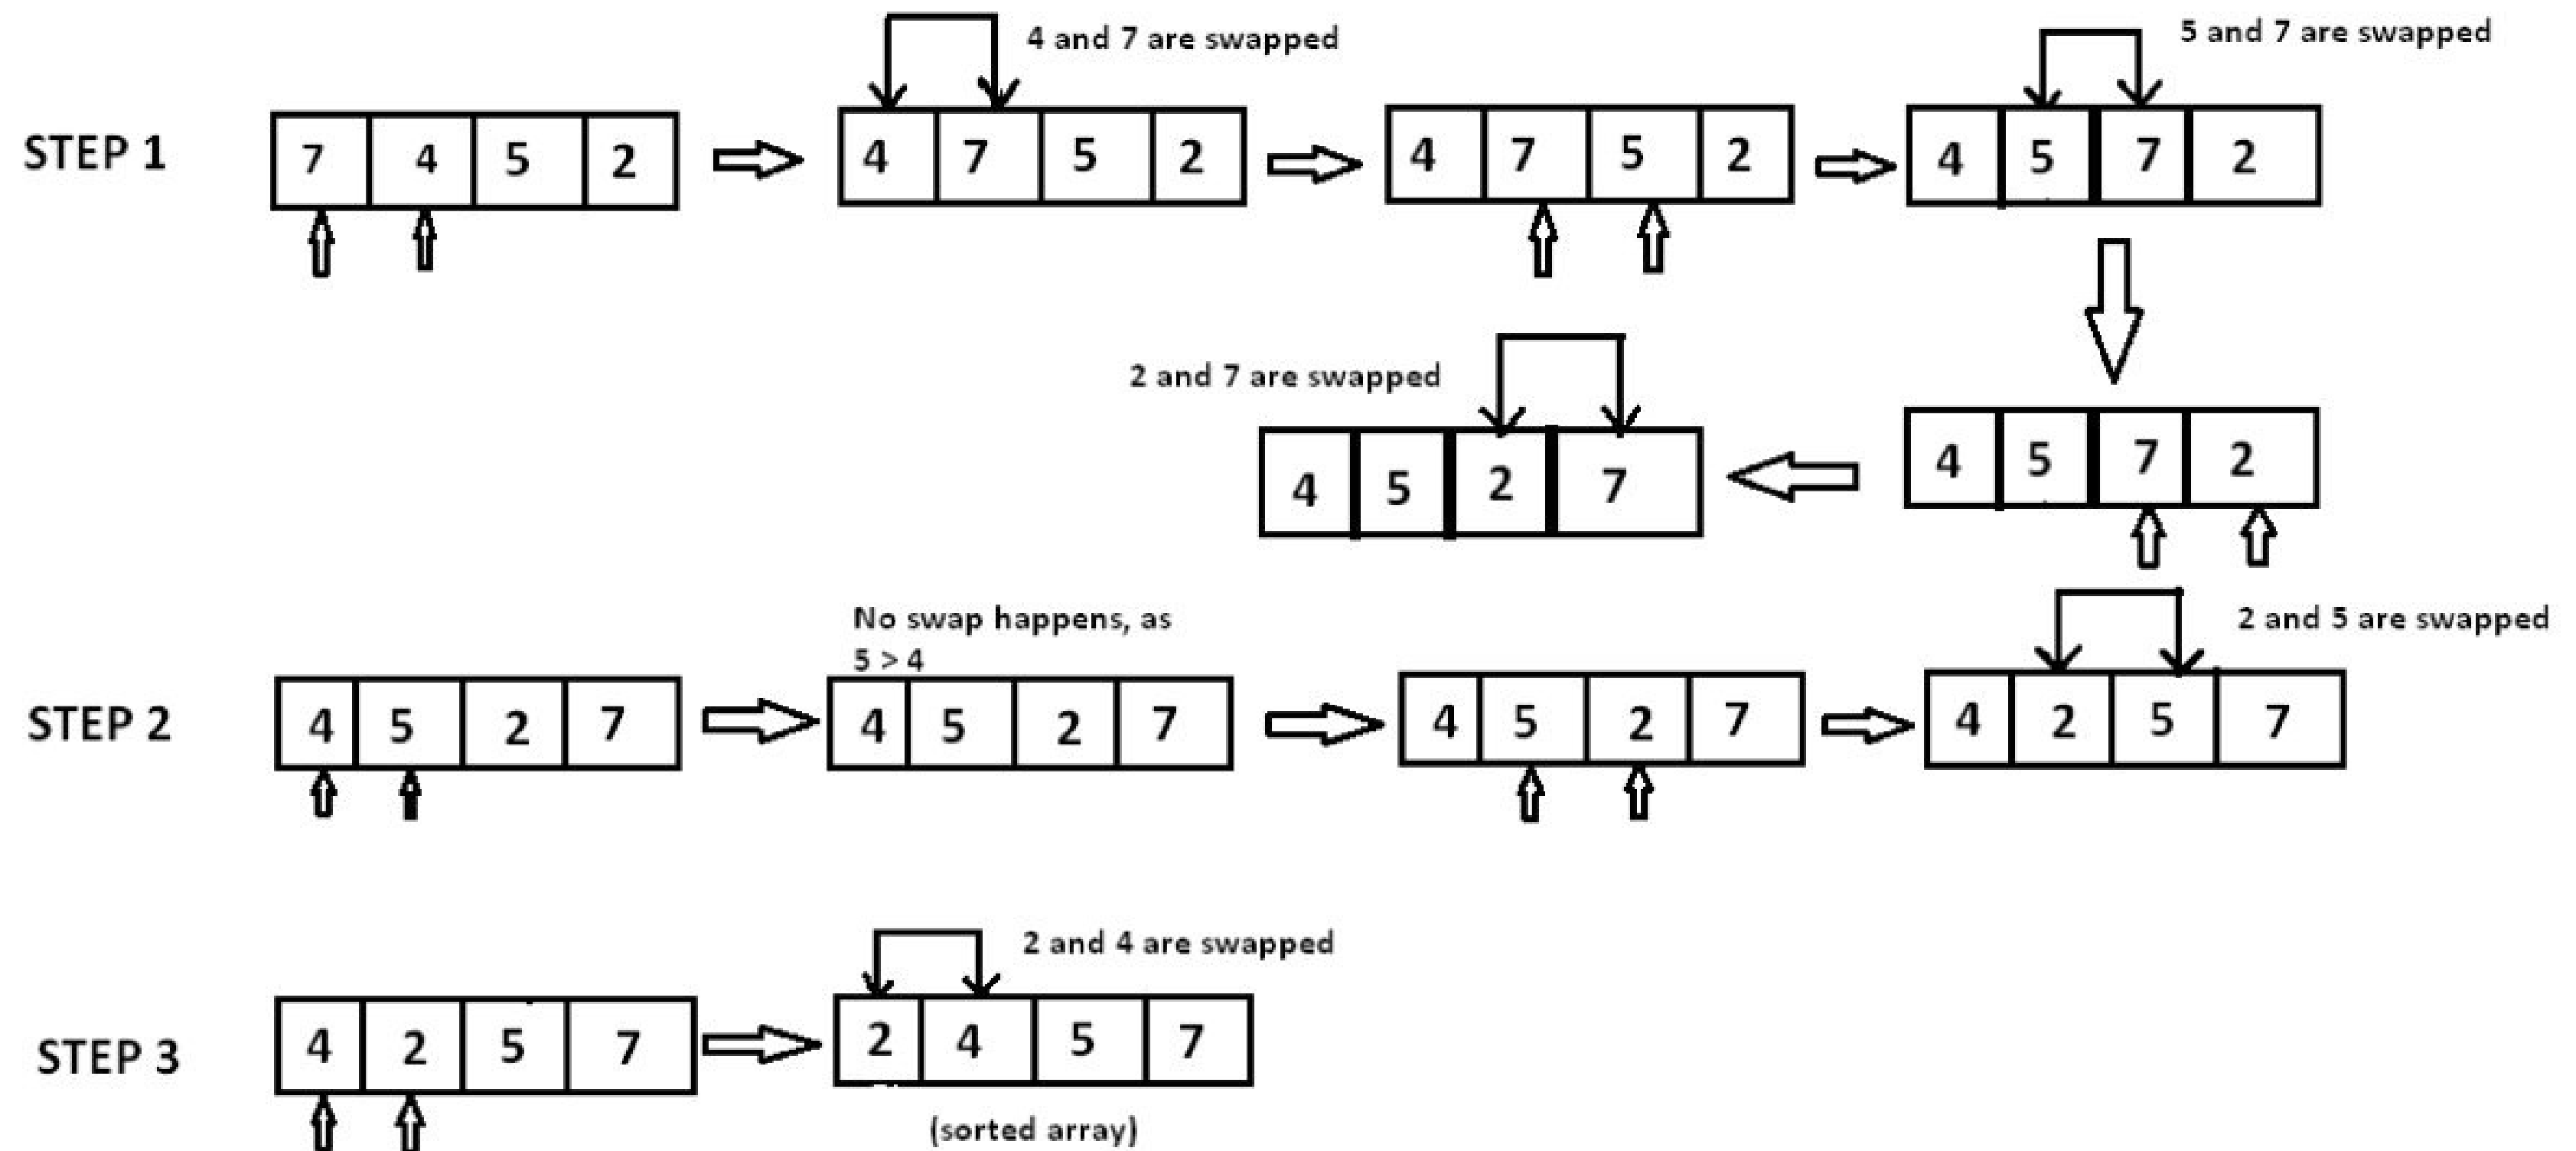 4 and 7 are swapped
5 and 7 are swapped
STEP 1
7 4 5 2
4 7 5 2
4 7 5 2
4 5 7 2
2 and 7 are swapped
4 5 2 7
4 5 7 2
No swap happens, as
5 > 4
2 and 5 are swapped
STEP 2
4 5 2 7
4 5 2 7
4 5 2 7
4 2 5 7
2 and 4 are swapped
STEP 3
4 2 5 7
2 4 5 7
(sorted array)